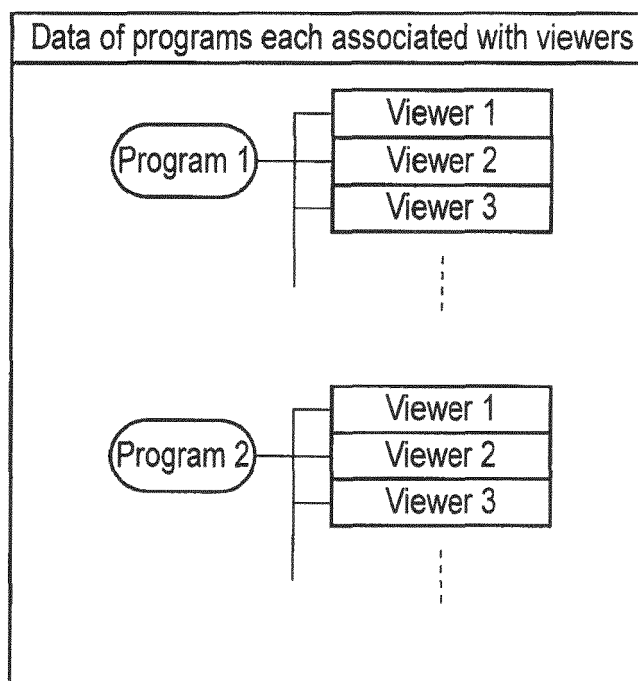 Data of programs each associated with viewers
Program 1
Viewer 1
Viewer 2
Viewer 3
Program 2
Viewer 1
Viewer 2
Viewer 3